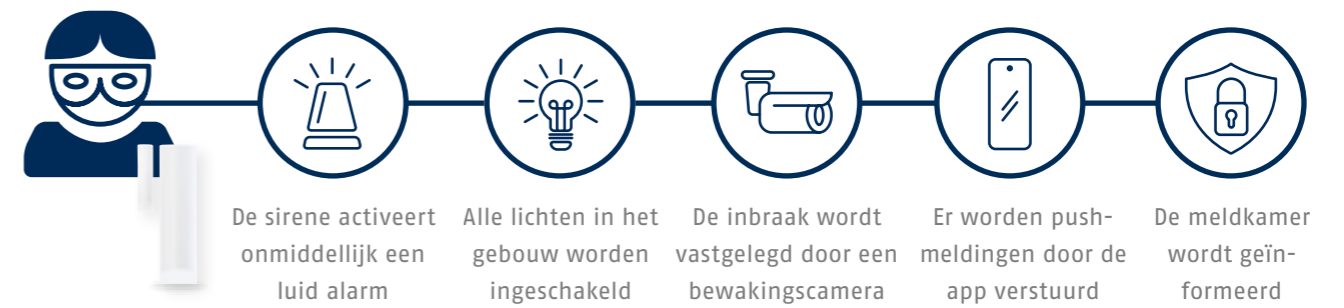 De sirene activeert
onmiddellijk een
luid alarm
Alle lichten in het
gebouw worden
ingeschakeld
De inbraak wordt
vastgelegd door een
bewakingscamera
Er worden push-
meldingen door de
app verstuurd
De meldkamer
wordt geïn-
formeerd